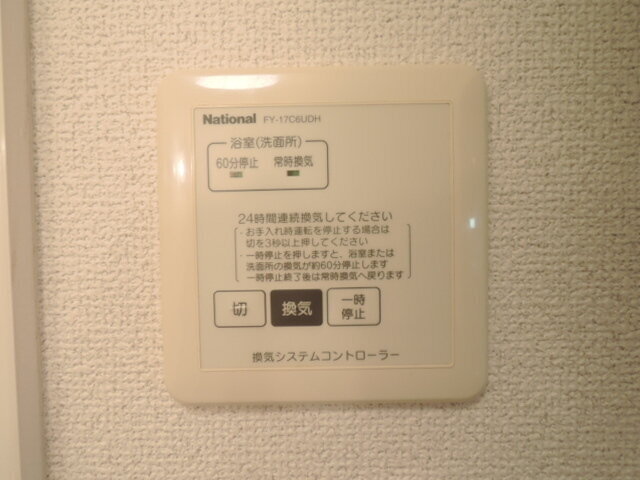 National FY-17C6UDH
浴室(洗面所)
60分停止 常時換気
24時間連続換気してください
・お手入れ時運転を停止する場合は
切を3秒以上押してください
・一時停止を押しますと、浴室または
洗面所の換気が約60分停止します
一時停止終了後は常時換気へ戻ります
切 換気 一時
停止
換気システムコントローラー